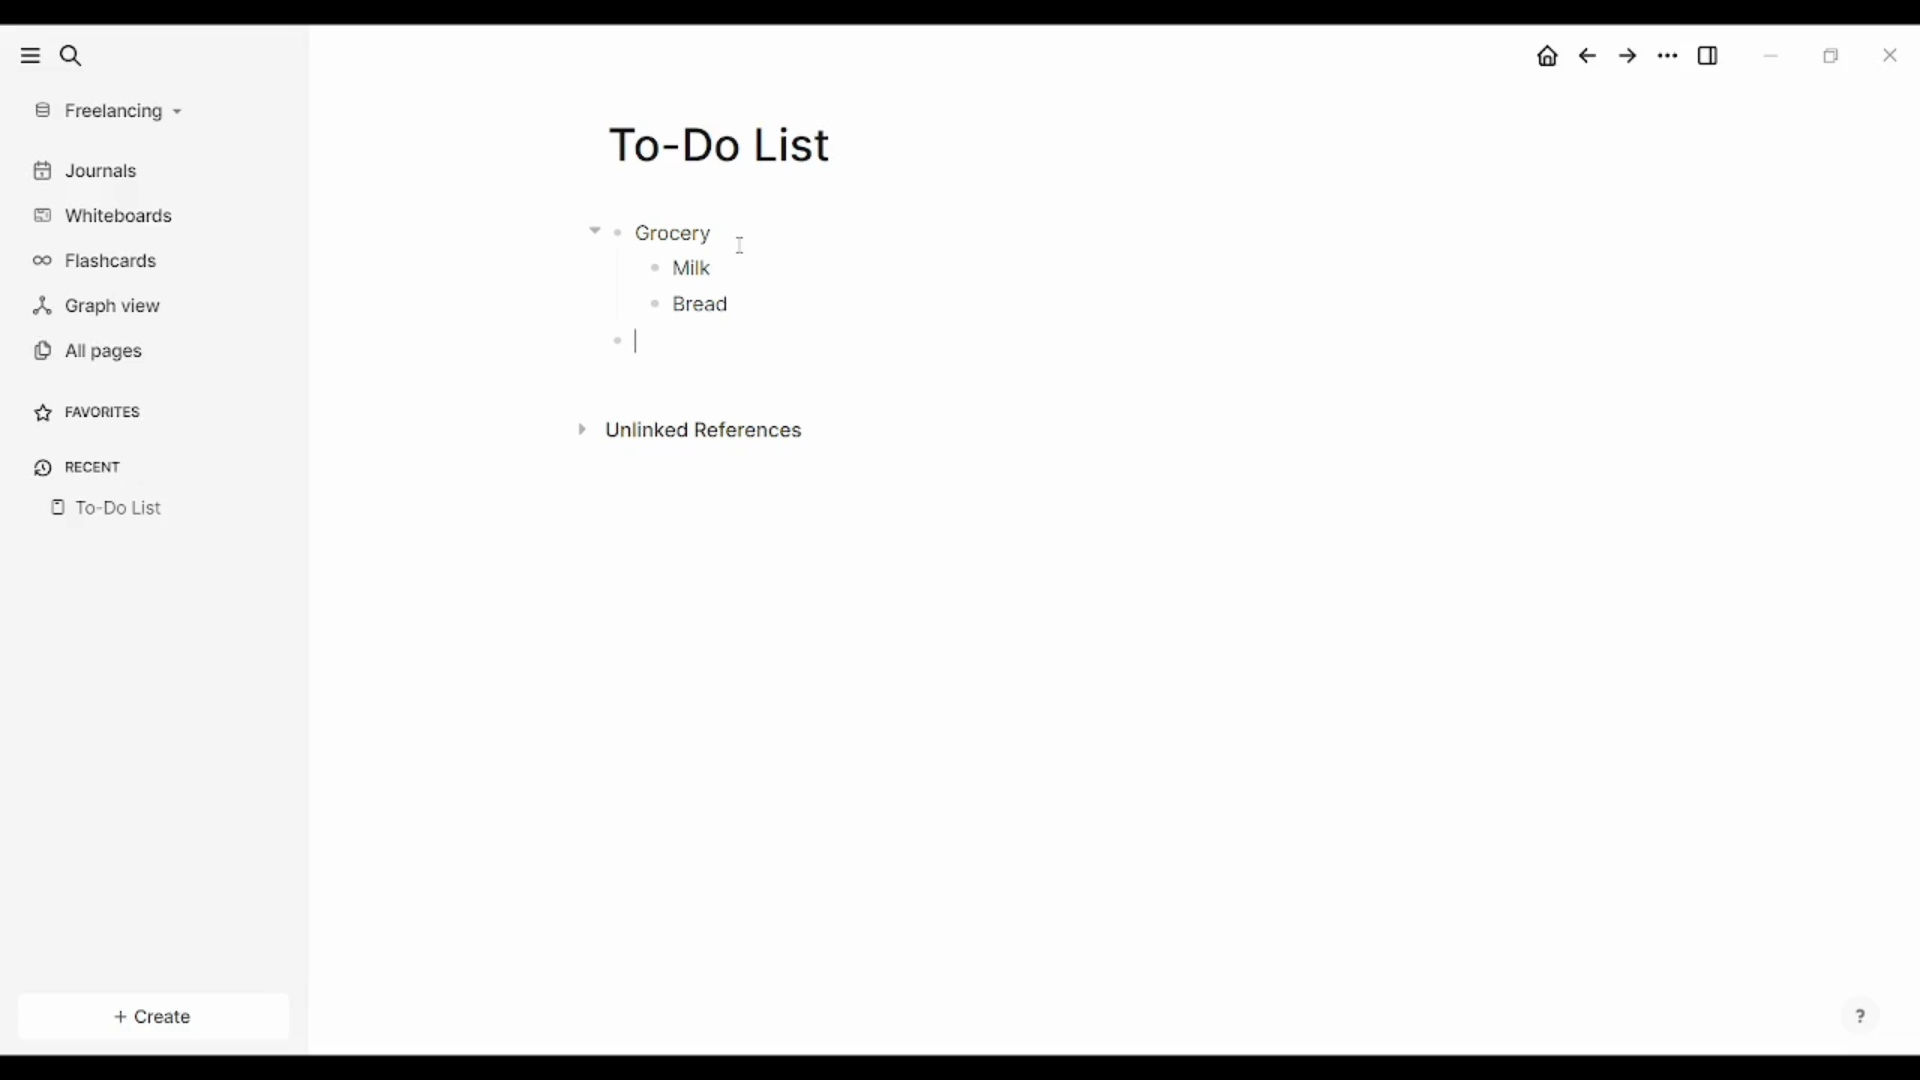 Freelancing
Journals
Whiteboards
Flashcards
Graph view
All pages
FAVORITES
RECENT
To-Do List
+ Create
To-Do List
Grocery
Milk
Bread
Unlinked References
?